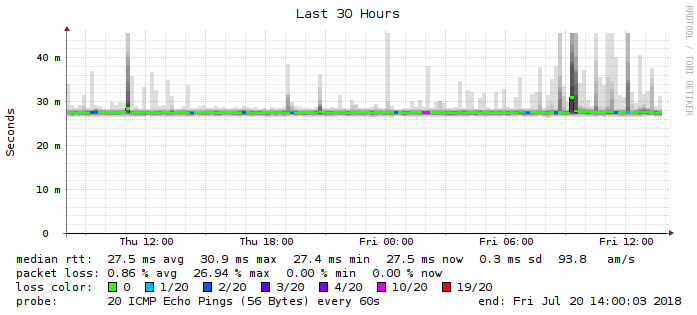 Last 30 Hours
RRDTOOL / TOBI OETIKER
Seconds
40 m
30 m
20 m
10 m
0
Thu 12:00 Thu 18:00 Fri 00:00 Fri 06:00 Fri 12:00
median rtt: 27.5 ms avg 30.9 ms max 27.4 ms min 27.5 ms now 0.3 ms sd 93.8 am/s
packet loss: 0.86 % avg 26.94 % max 0.00 % min 0.00 % now
loss color: 0 1/20 2/20 3/20 4/20 10/20 19/20
probe: 20 ICMP Echo Pings (56 Bytes) every 60s end: Fri Jul 20 14:00:03 2018